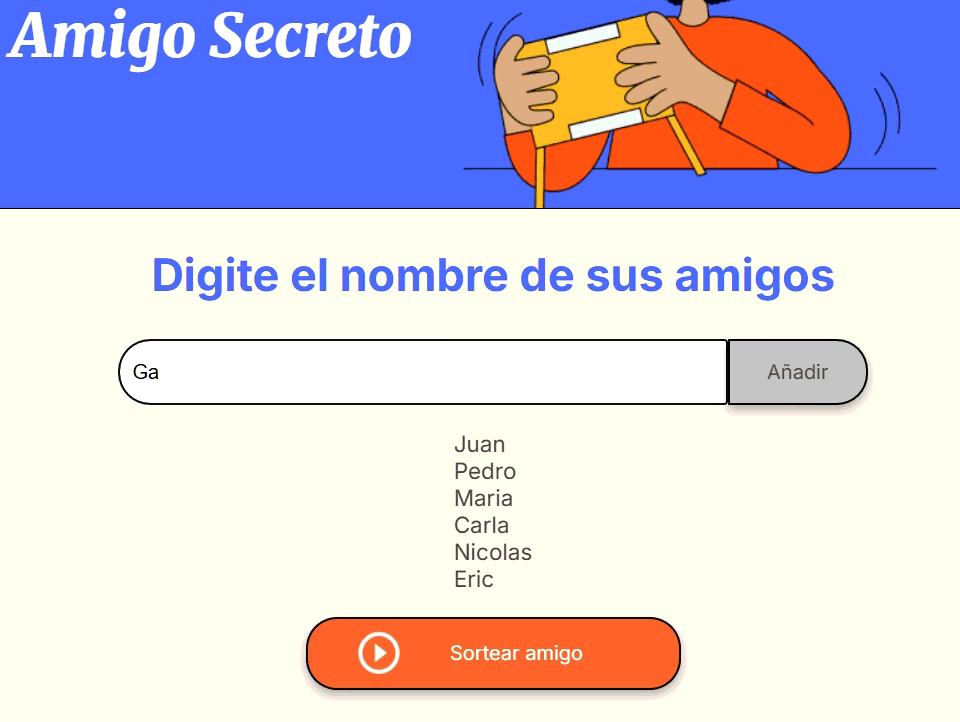 Amigo Secreto
Digite el nombre de sus amigos
Ga
Añadir
Juan
Pedro
Maria
Carla
Nicolas
Eric
Sortear amigo